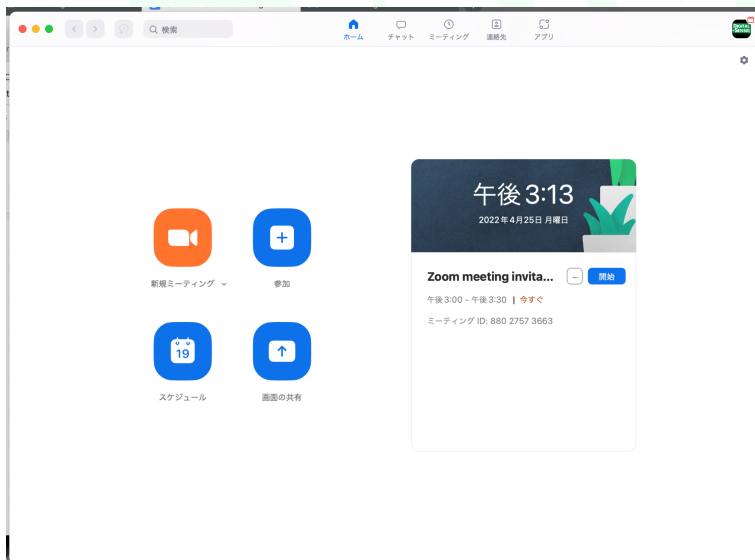 検索
ホーム
チャット
ミーティング
連絡先
アプリ
DIGITAL
-SENSEI
午後3:13
2022年4月25日 月曜日
新規ミーティング
参加
Zoom meeting invita... ... 開始
午後3:00 - 午後3:30 | 今すぐ
ミーティング ID: 880 2757 3663
19
スケジュール
画面の共有